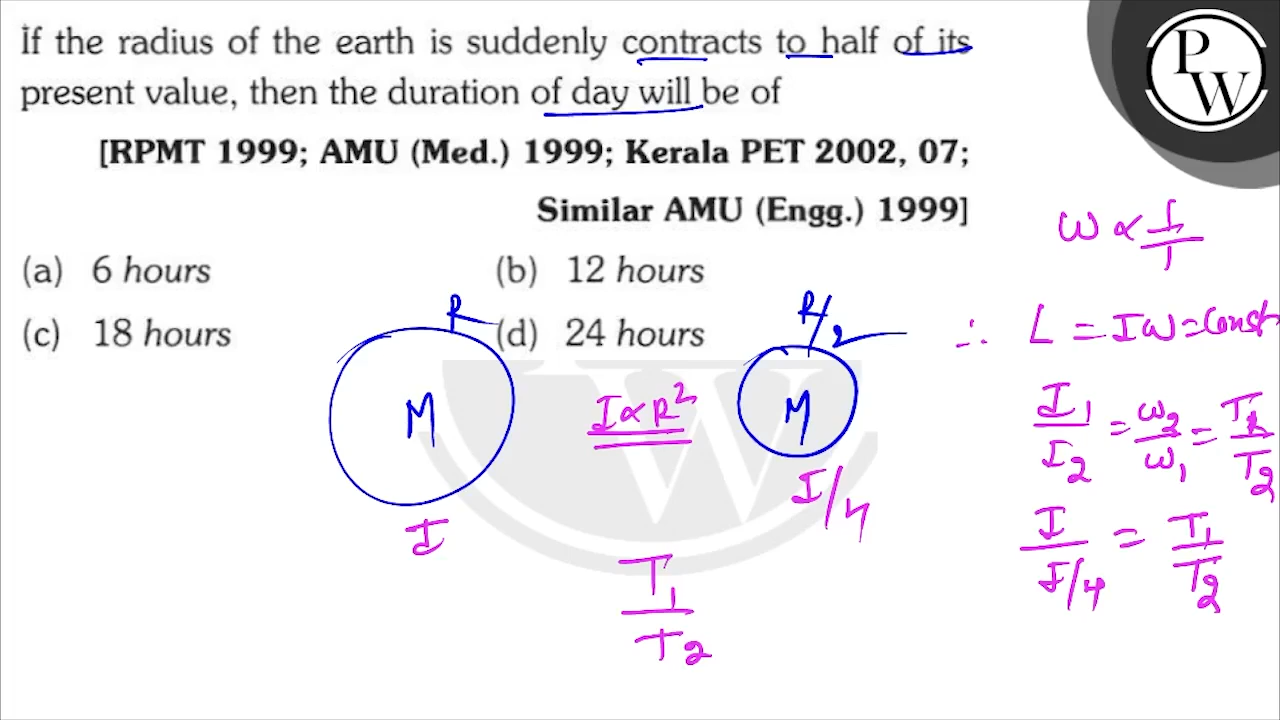 If the radius of the earth is suddenly contracts to half of its
present value, then the duration of day will be of
[RPMT 1999; AMU (Med.) 1999; Kerala PET 2002, 07;
Similar AMU (Engg.) 1999]
(a) 6 hours (b) 12 hours
(c) 18 hours (d) 24 hours
P
W
R
M
I
I ∝ R²
R/2
M
I/4
T₁
/
T₂
ω ∝ 1/T
∴ L = Iω = Const
I₁/I₂ = ω₂/ω₁ = T₁/T₂
I/(I/4) = T₁/T₂
W